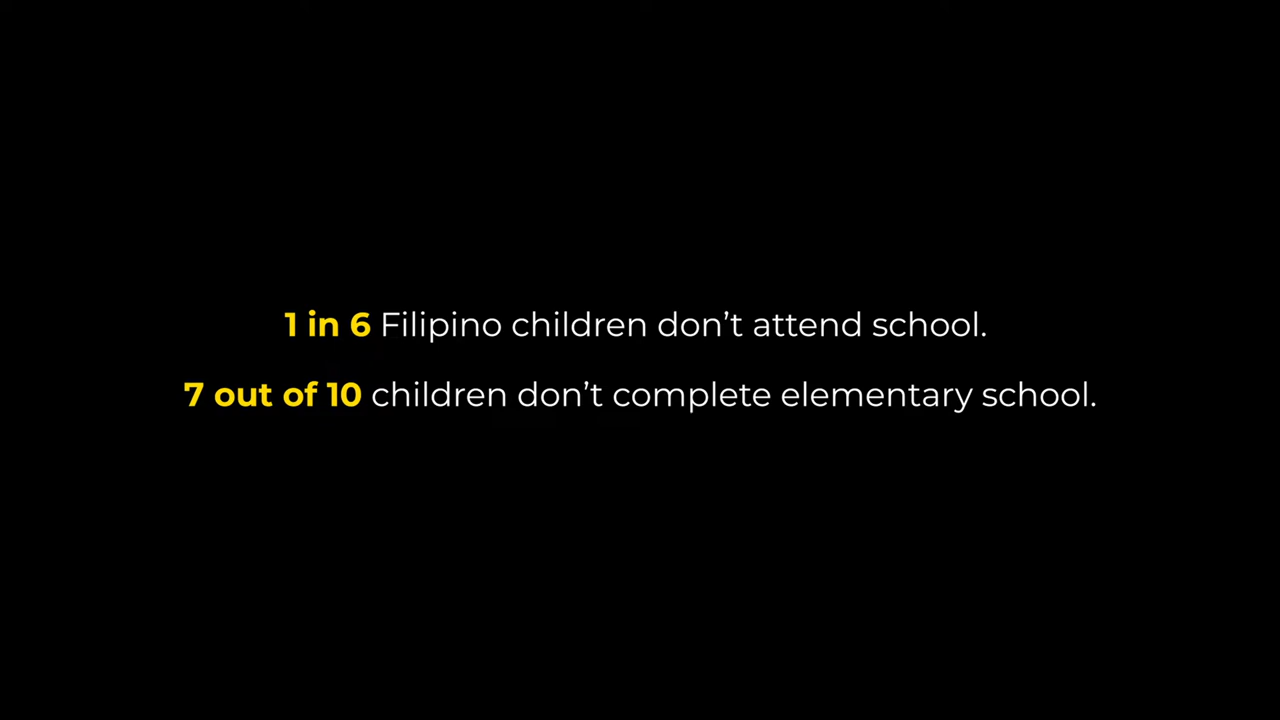 1 in 6 Filipino children don’t attend school.
7 out of 10 children don’t complete elementary school.